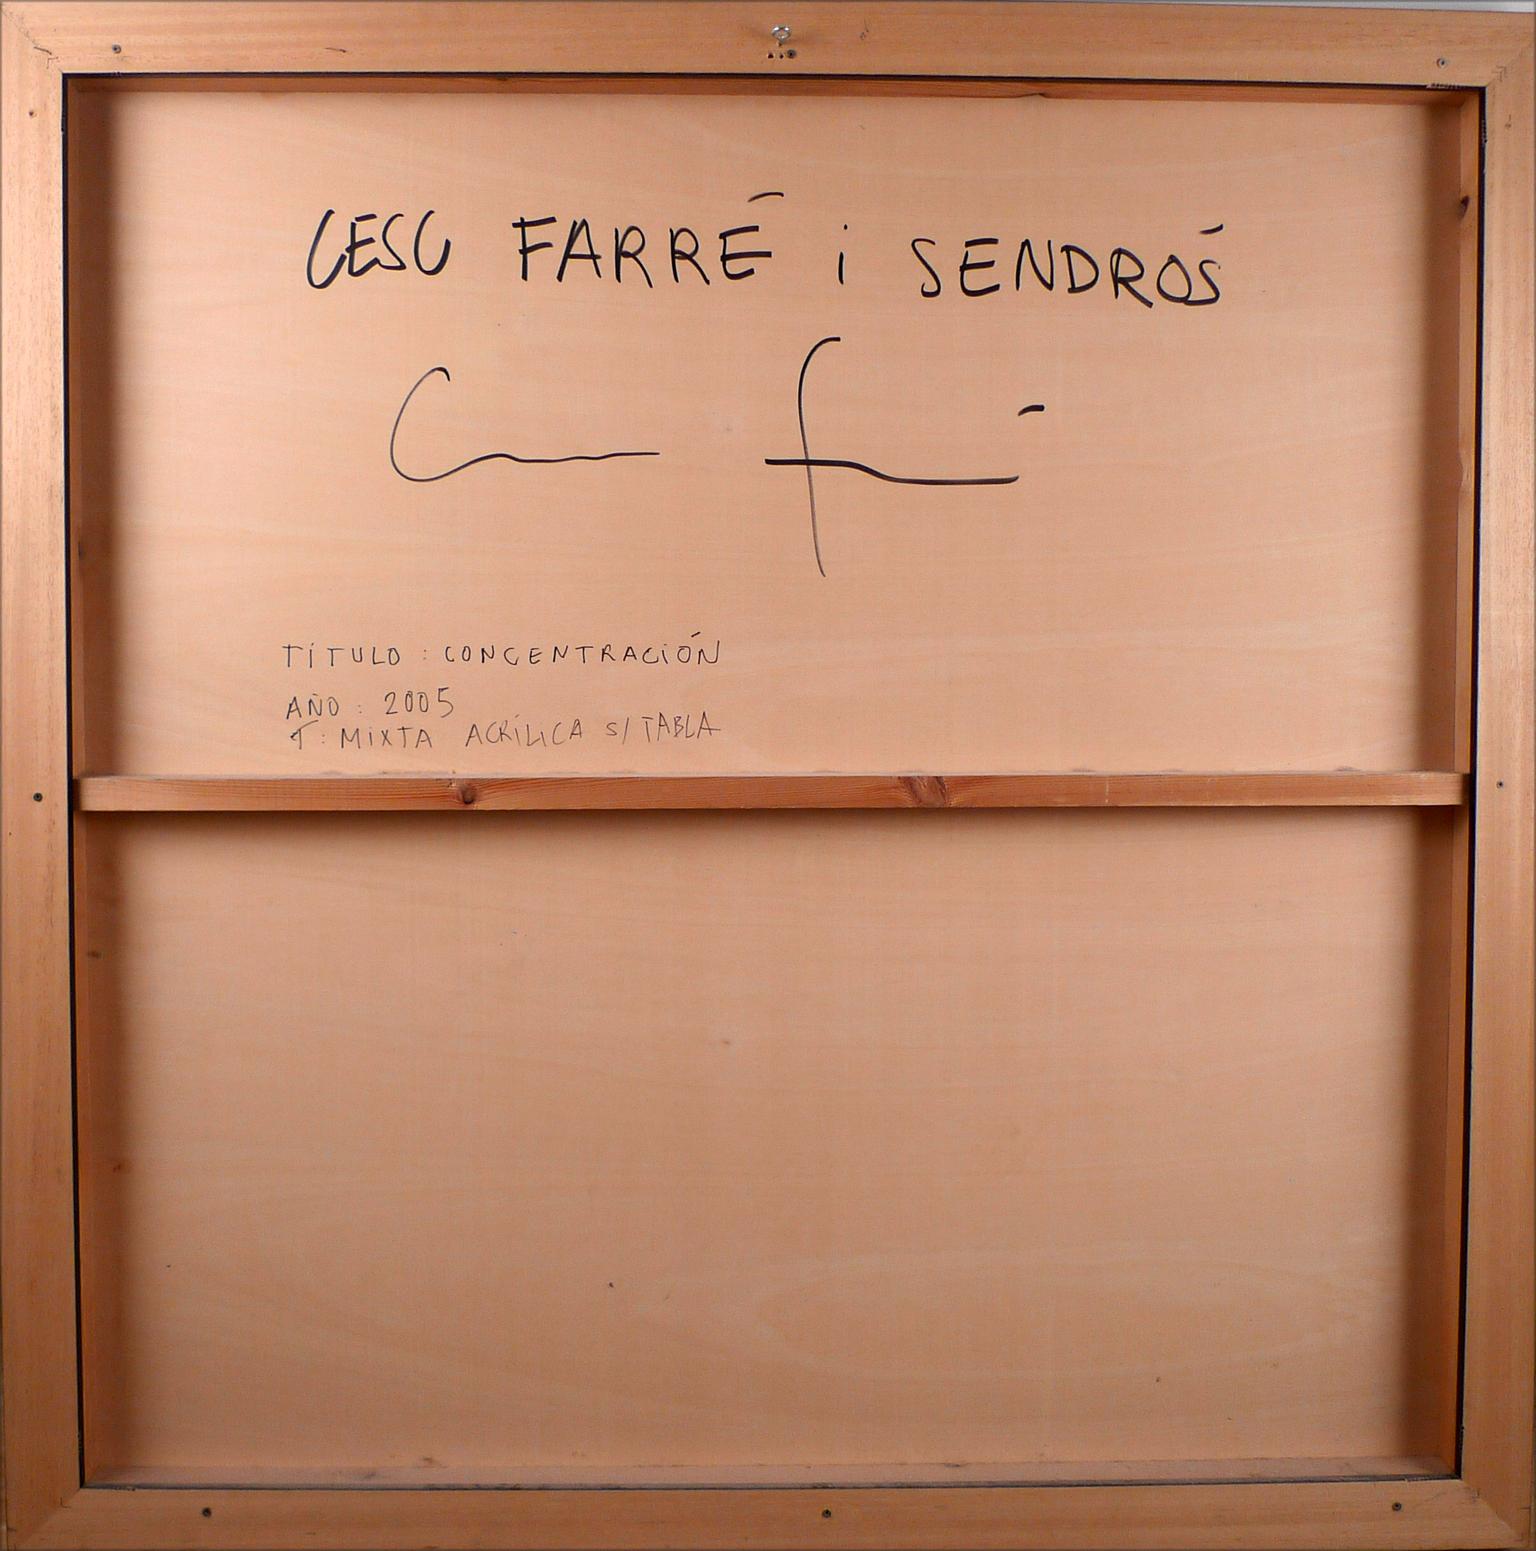 CESC FARRÉ i SENDRÓS
TÍTULO : CONCENTRACIÓN
AÑO : 2005
T: MIXTA ACRÍLICA S/TABLA